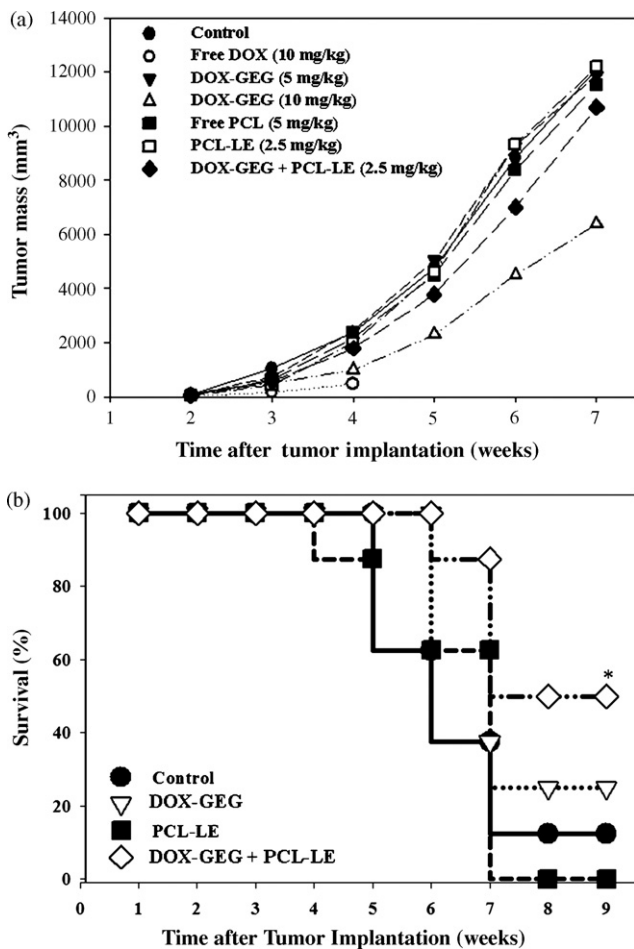 (a)
Tumor mass (mm³)
14000
12000
10000
8000
6000
4000
2000
0
Control
Free DOX (10 mg/kg)
DOX-GEG (5 mg/kg)
DOX-GEG (10 mg/kg)
Free PCL (5 mg/kg)
PCL-LE (2.5 mg/kg)
DOX-GEG + PCL-LE (2.5 mg/kg)
1 2 3 4 5 6 7
Time after tumor implantation (weeks)
(b)
Survival (%)
100
80
60
40
20
0
*
Control
DOX-GEG
PCL-LE
DOX-GEG + PCL-LE
0 1 2 3 4 5 6 7 8 9
Time after Tumor Implantation (weeks)